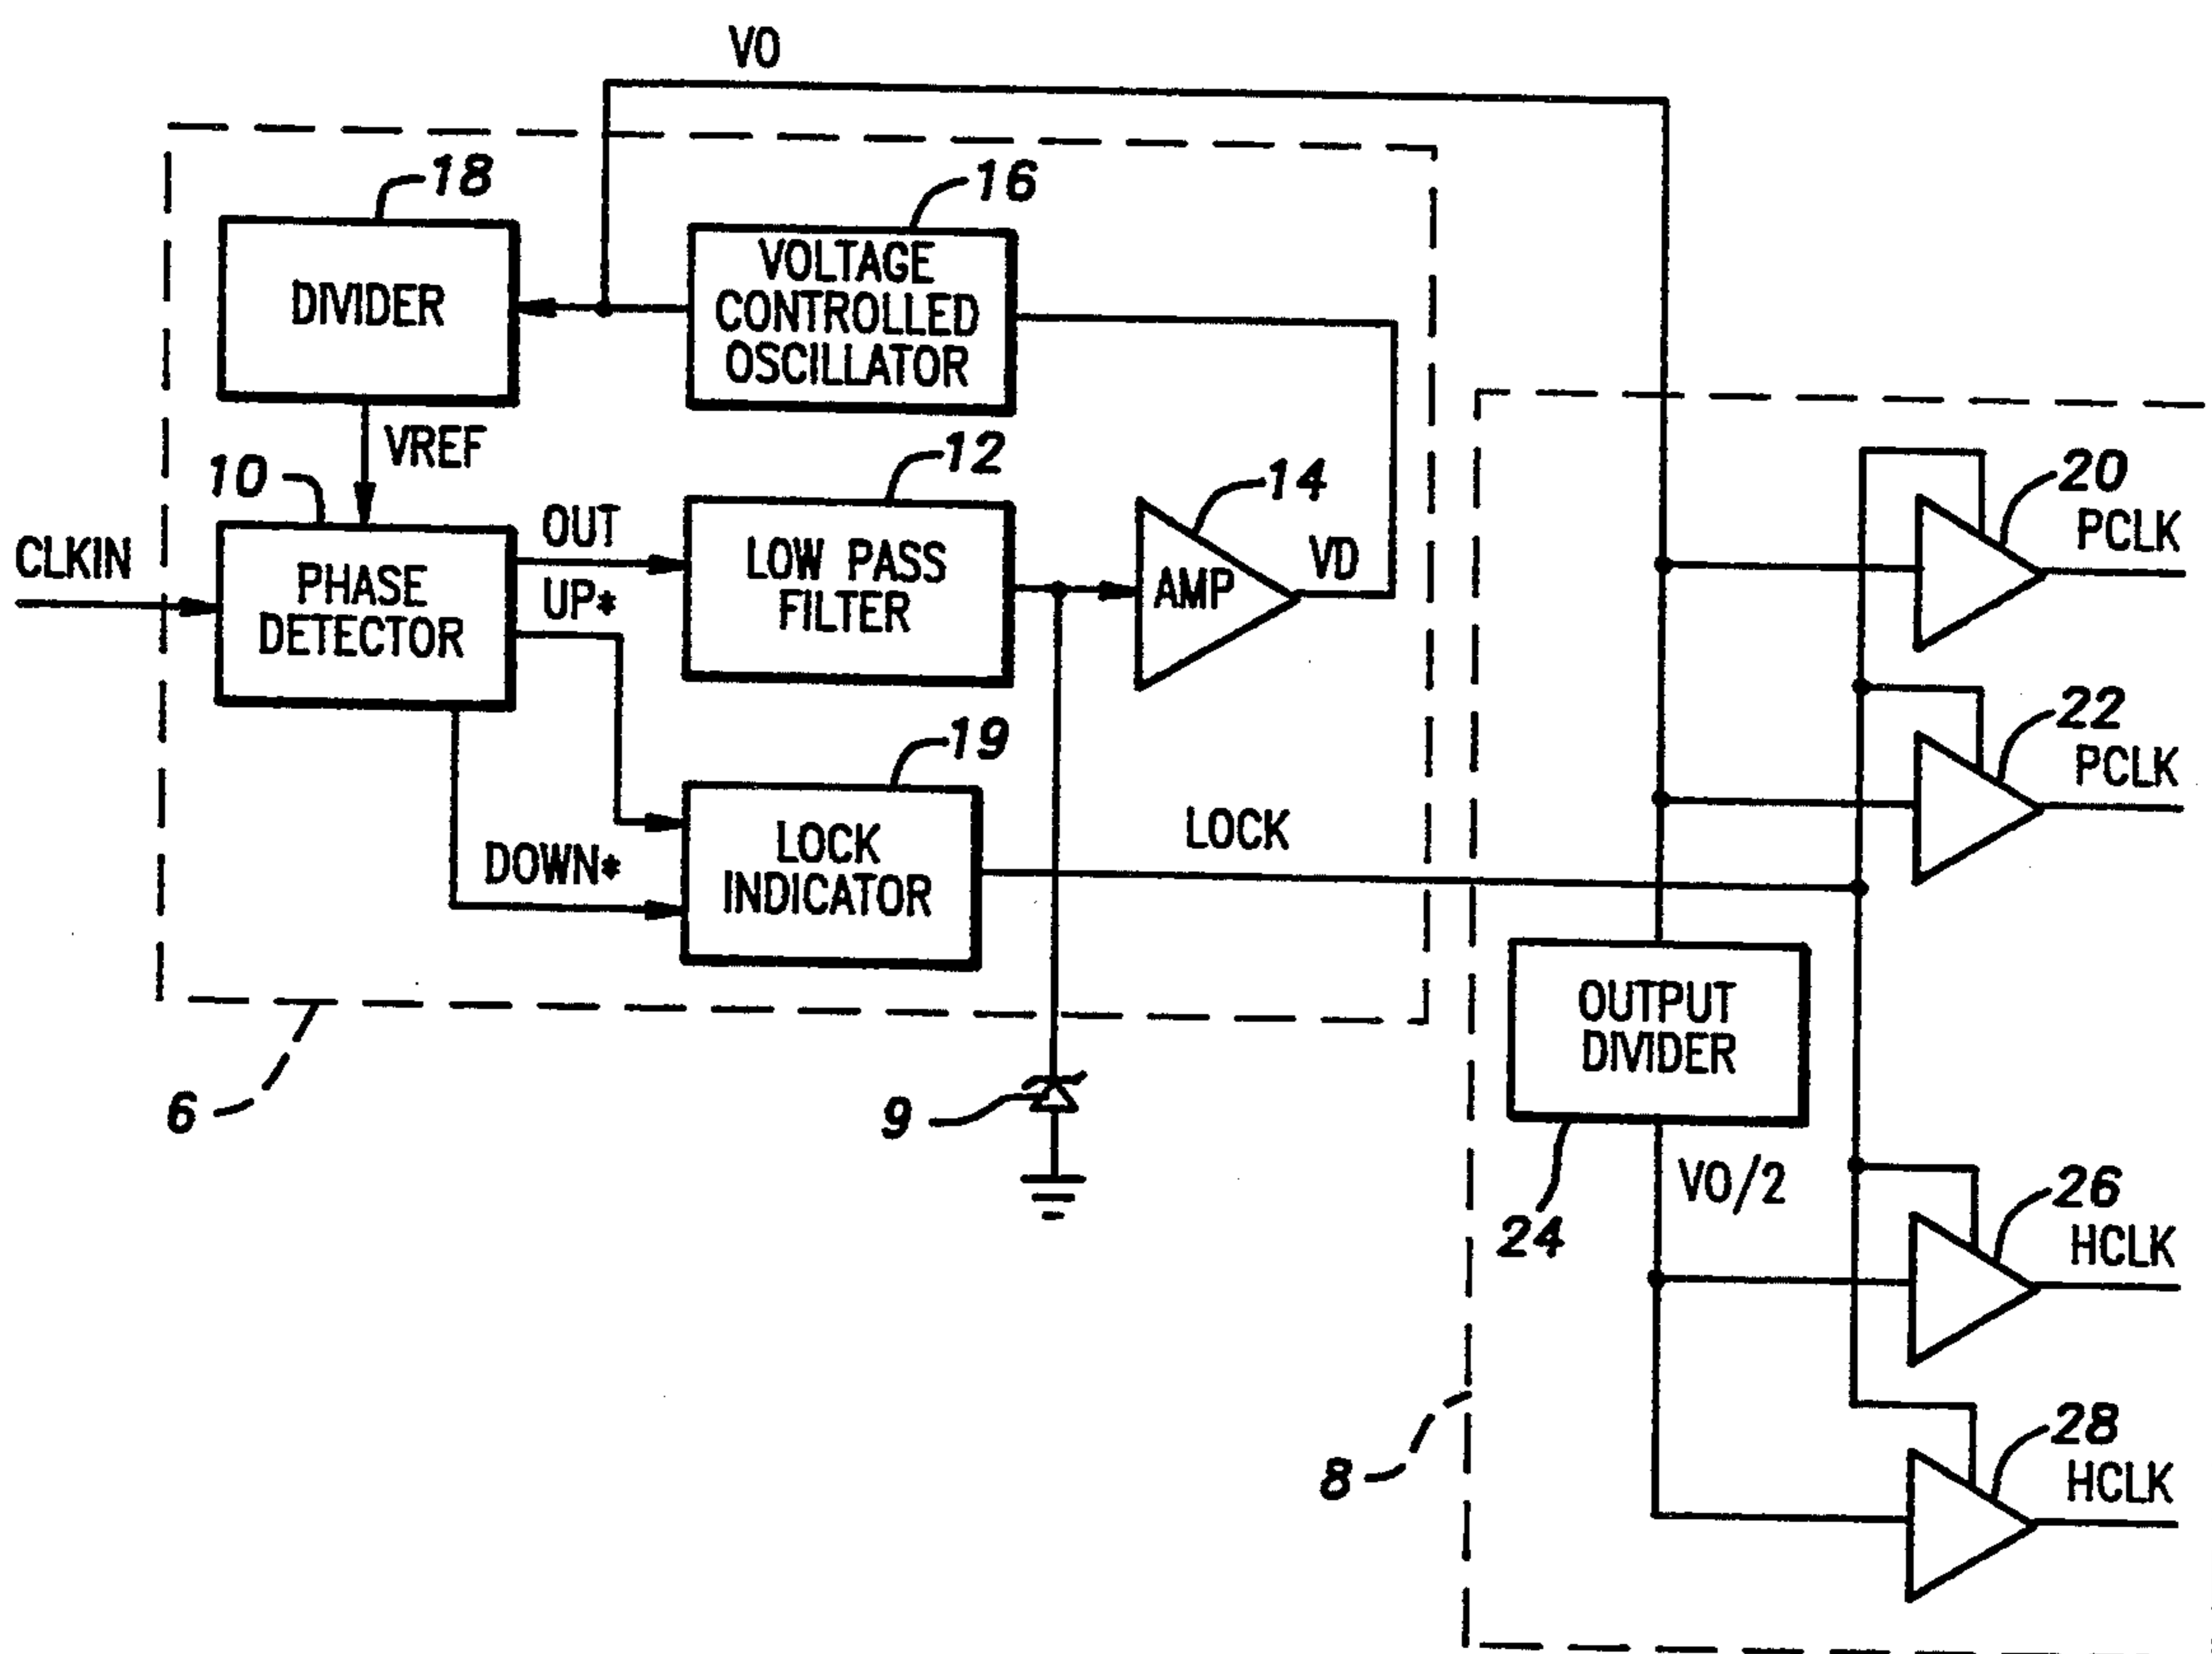 VO
18
16
DIVIDER
VOLTAGE
CONTROLLED
OSCILLATOR
VREF
10
12
14
20
PCLK
CLKIN
PHASE
DETECTOR
OUT
UP*
LOW PASS
FILTER
AMP
VD
22
PCLK
19
LOCK
INDICATOR
DOWN*
LOCK
OUTPUT
DIVIDER
6
9
24
VO/2
26
HCLK
8
28
HCLK